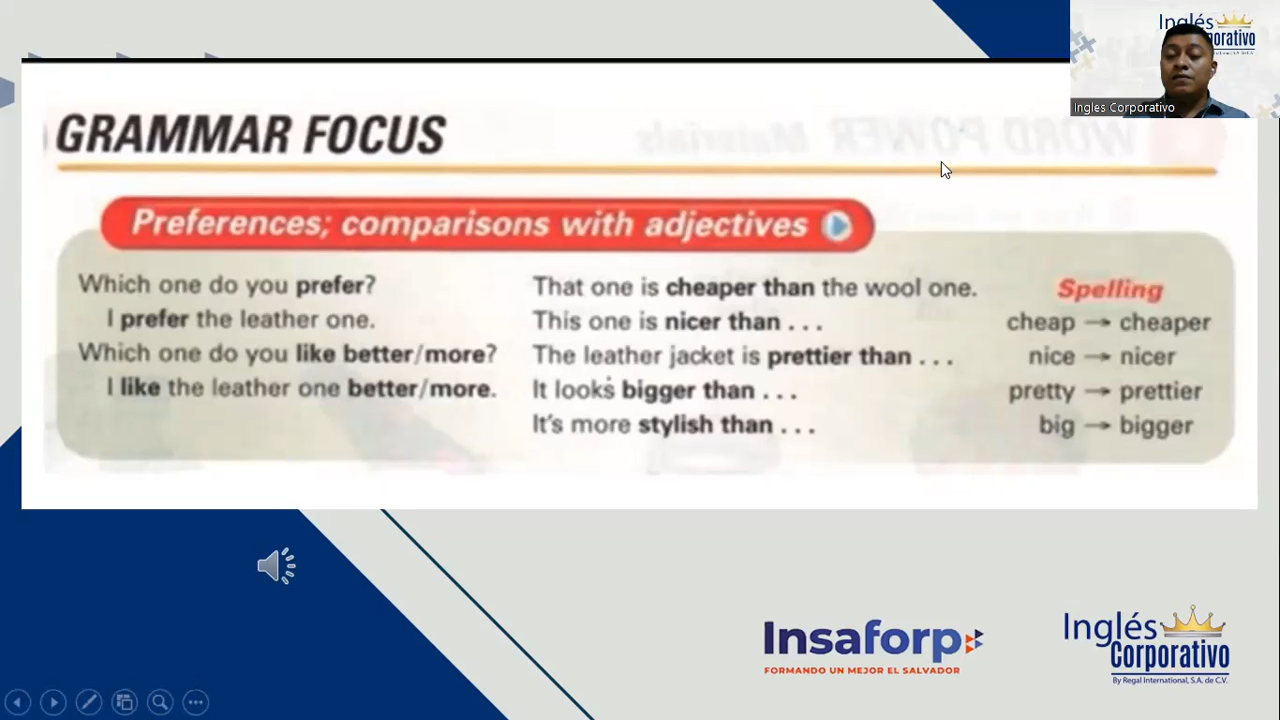 Inglés
Corporativo
Ingles Corporativo
GRAMMAR FOCUS
WORD POWER Materials
Preferences; comparisons with adjectives
Which one do you prefer?
I prefer the leather one.
Which one do you like better/more?
I like the leather one better/more.
That one is cheaper than the wool one.
This one is nicer than . . .
The leather jacket is prettier than . . .
It looks bigger than . . .
It's more stylish than . . .
Spelling
cheap → cheaper
nice → nicer
pretty → prettier
big → bigger
Insaforp
FORMANDO UN MEJOR EL SALVADOR
Inglés
Corporativo
By Regal International, S.A. de C.V.